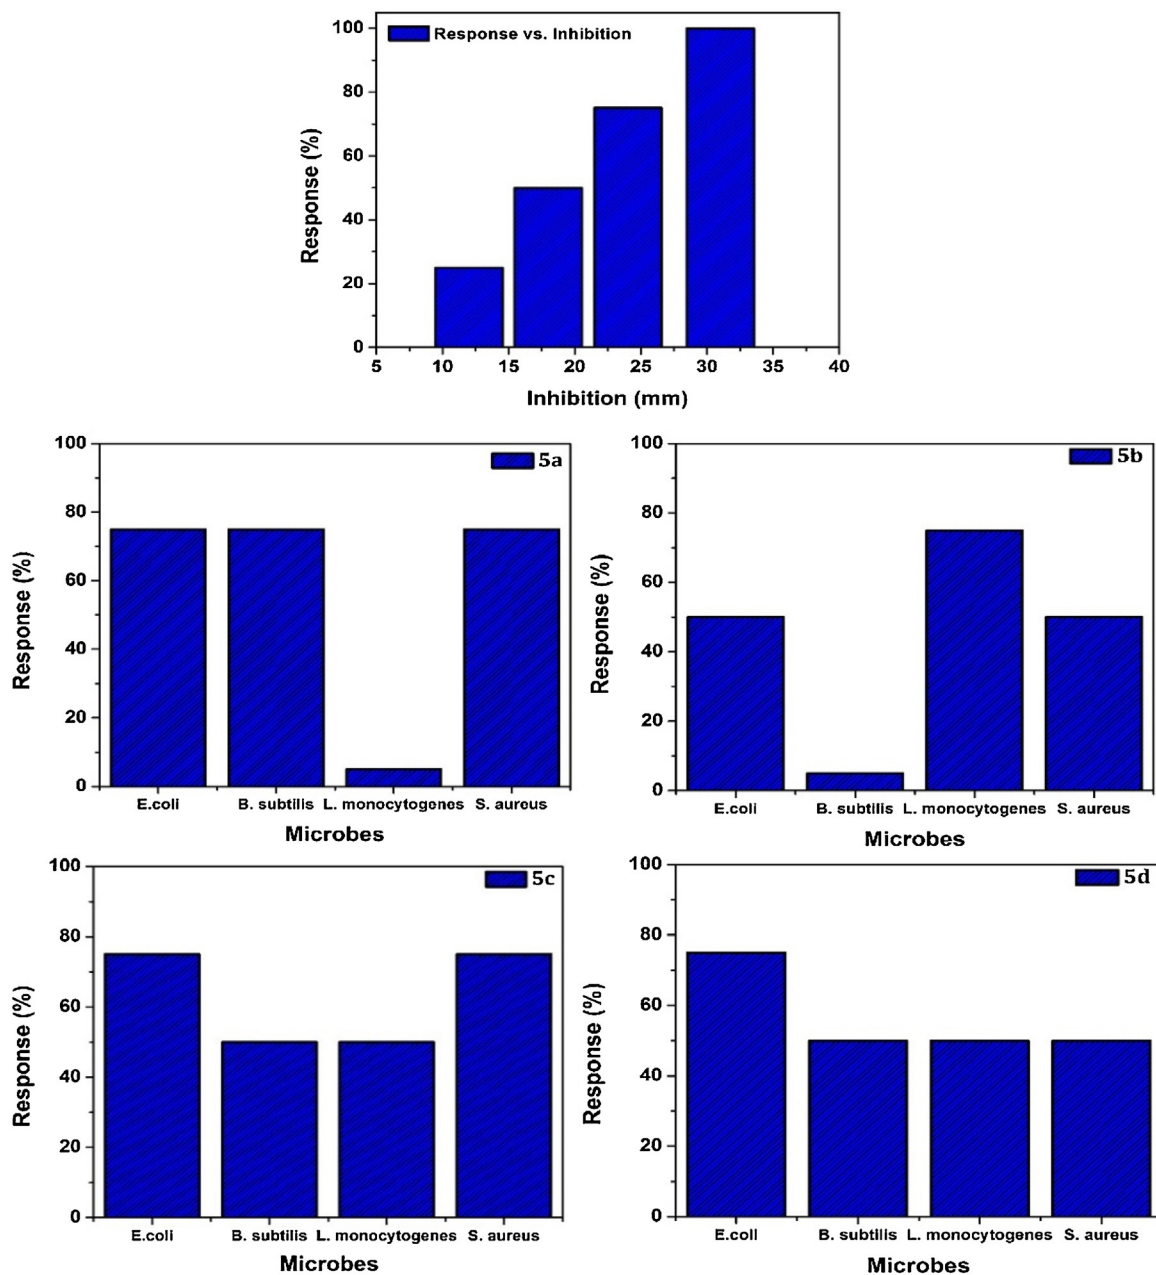 Response vs. Inhibition
100
80
60
40
20
0
Response (%)
5 10 15 20 25 30 35 40
Inhibition (mm)
5a
100
80
60
40
20
0
Response (%)
E.coli B. subtilis L. monocytogenes S. aureus
Microbes
5b
100
80
60
40
20
0
Response (%)
E.coli B. subtilis L. monocytogenes S. aureus
Microbes
5c
100
80
60
40
20
0
Response (%)
E.coli B. subtilis L. monocytogenes S. aureus
Microbes
5d
100
80
60
40
20
0
Response (%)
E.coli B. subtilis L. monocytogenes S. aureus
Microbes